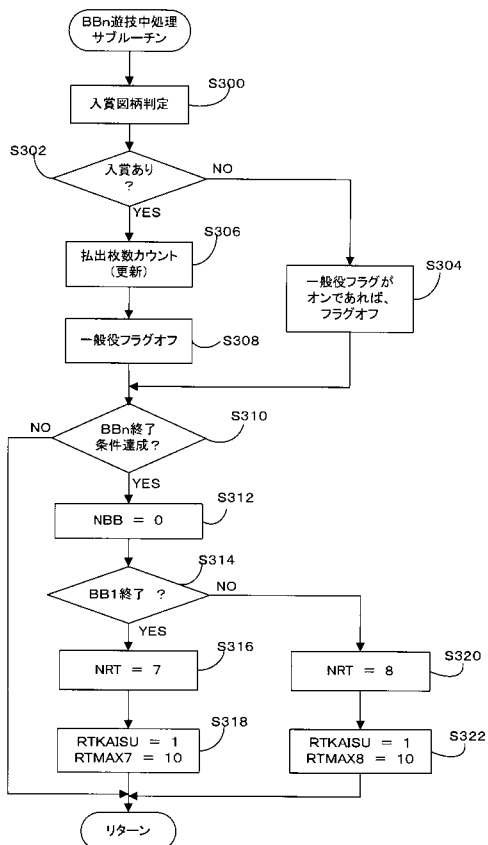 BBn遊技中処理
サブルーチン
S300
入賞図柄判定
S302
入賞あり
?
NO
YES
S306
払出枚数カウント
(更新)
S304
一般役フラグが
オンであれば、
フラグオフ
一般役フラグオフ
S308
NO
BBn終了
条件達成?
S310
YES
S312
NBB = 0
S314
BB1終了 ?
NO
YES
NRT = 7
S316
NRT = 8
S320
RTKAISU = 1
RTMAX7 = 10
S318
RTKAISU = 1
RTMAX8 = 10
S322
リターン